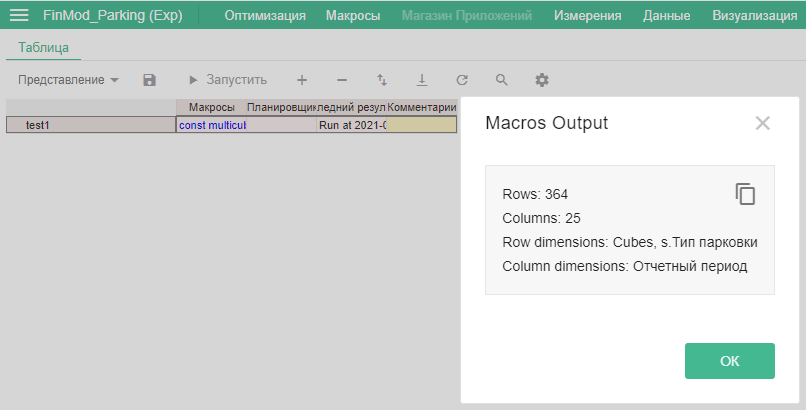 FinMod_Parking (Exp) Оптимизация Макросы Магазин Приложений Измерения Данные Визуализация
Таблица
Представление Запустить
Макросы Планировщик ледний резул Комментарии
test1 const multicub Run at 2021-0
Macros Output
Rows: 364
Columns: 25
Row dimensions: Cubes, s.Тип парковки
Column dimensions: Отчетный период
OK